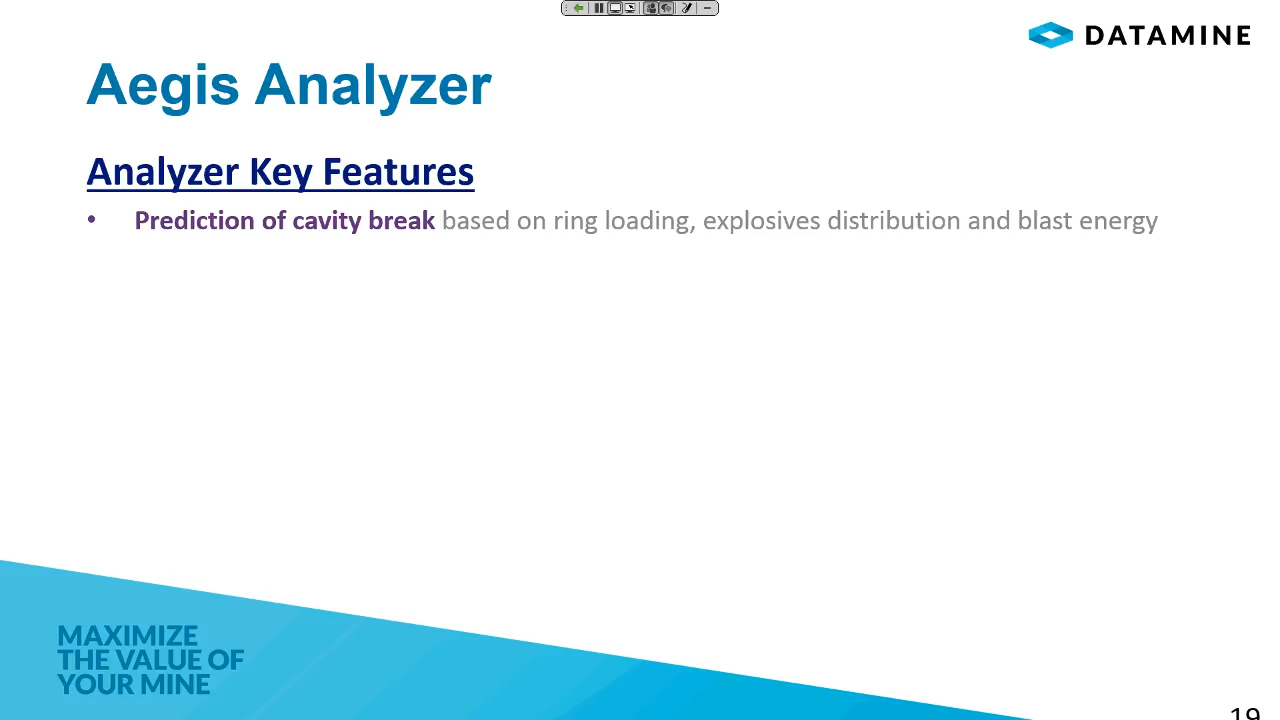 DATAMINE
Aegis Analyzer
Analyzer Key Features
• Prediction of cavity break based on ring loading, explosives distribution and blast energy
MAXIMIZE
THE VALUE OF
YOUR MINE
19